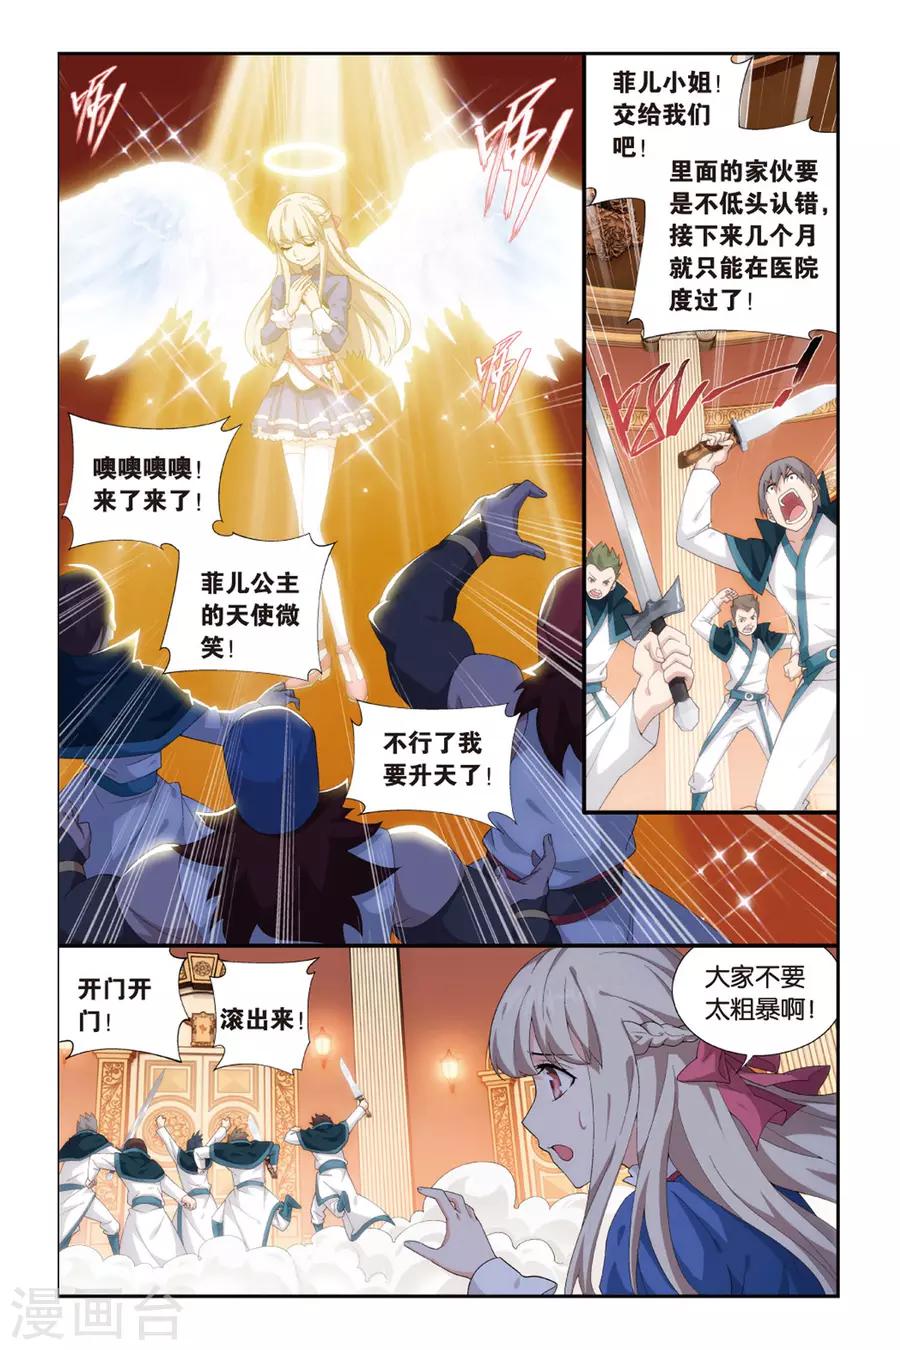 噢噢噢噢！
来了来了！
菲儿公主
的天使微
笑！
不行了我
要升天了！
菲儿小姐！
交给我们
吧！
里面的家伙要
是不低头认错，
接下来几个月
就只能在医院
度过了！
开门开
门！
滚出来！
大家不要
太粗暴啊！
漫画台